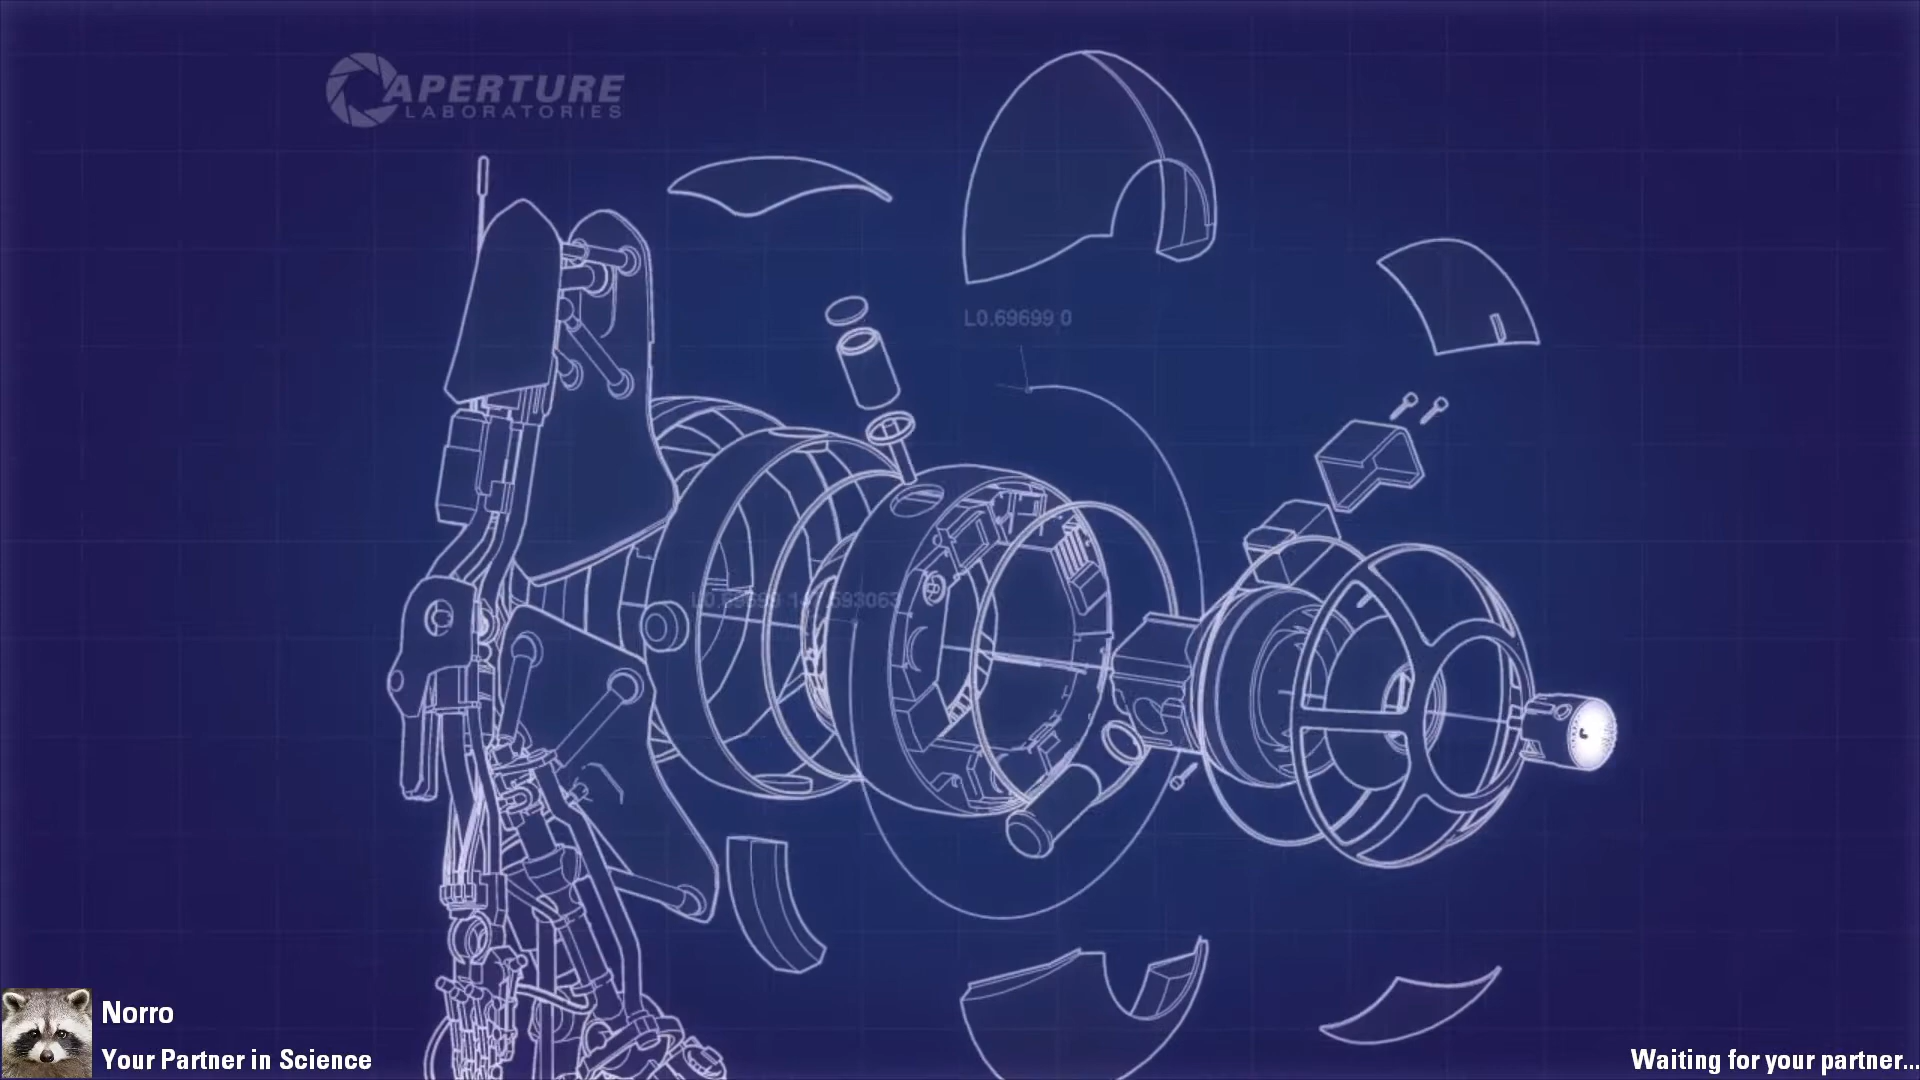 APERTURE
LABORATORIES
L0.69699 0
Norro
Your Partner in Science
Waiting for your partner...